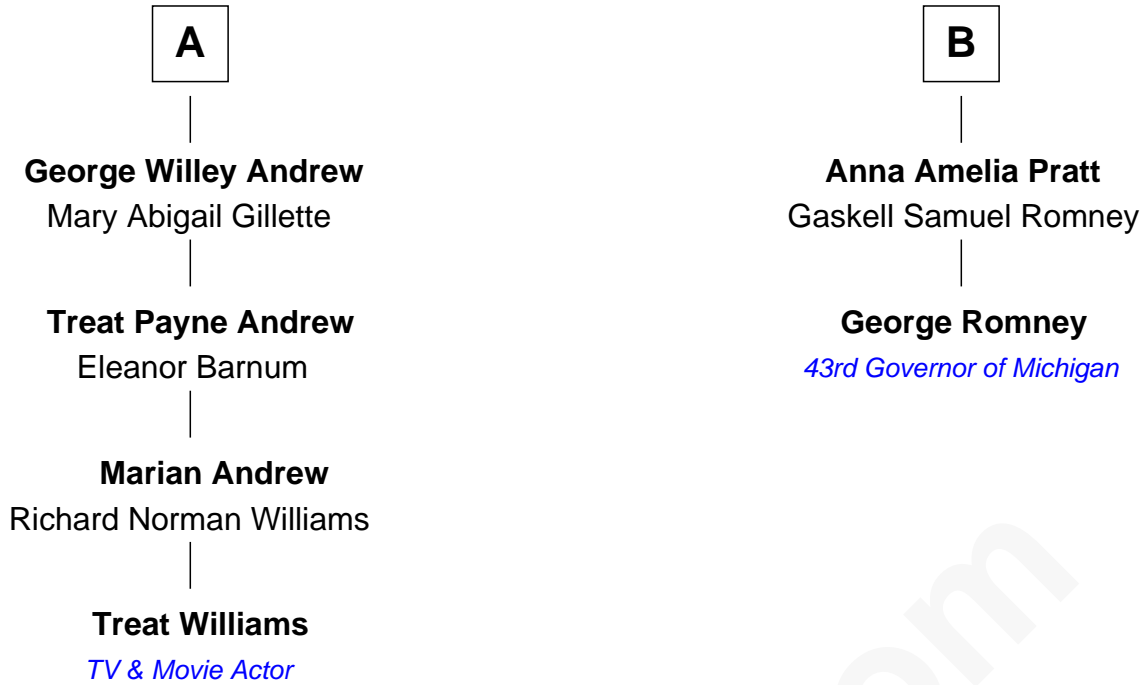 A
George Willey Andrew
Mary Abigail Gillette
Treat Payne Andrew
Eleanor Barnum
Marian Andrew
Richard Norman Williams
Treat Williams
TV & Movie Actor
B
Anna Amelia Pratt
Gaskell Samuel Romney
George Romney
43rd Governor of Michigan
om